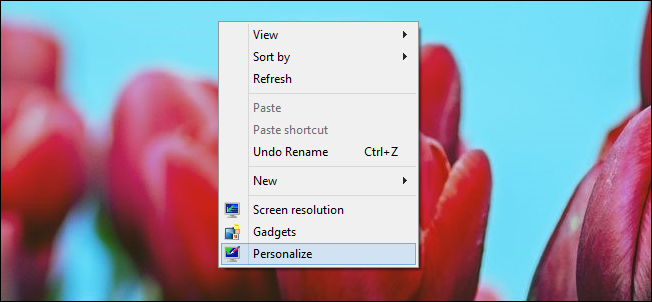 View
Sort by
Refresh
Paste
Paste shortcut
Undo Rename Ctrl+Z
New
Screen resolution
Gadgets
Personalize